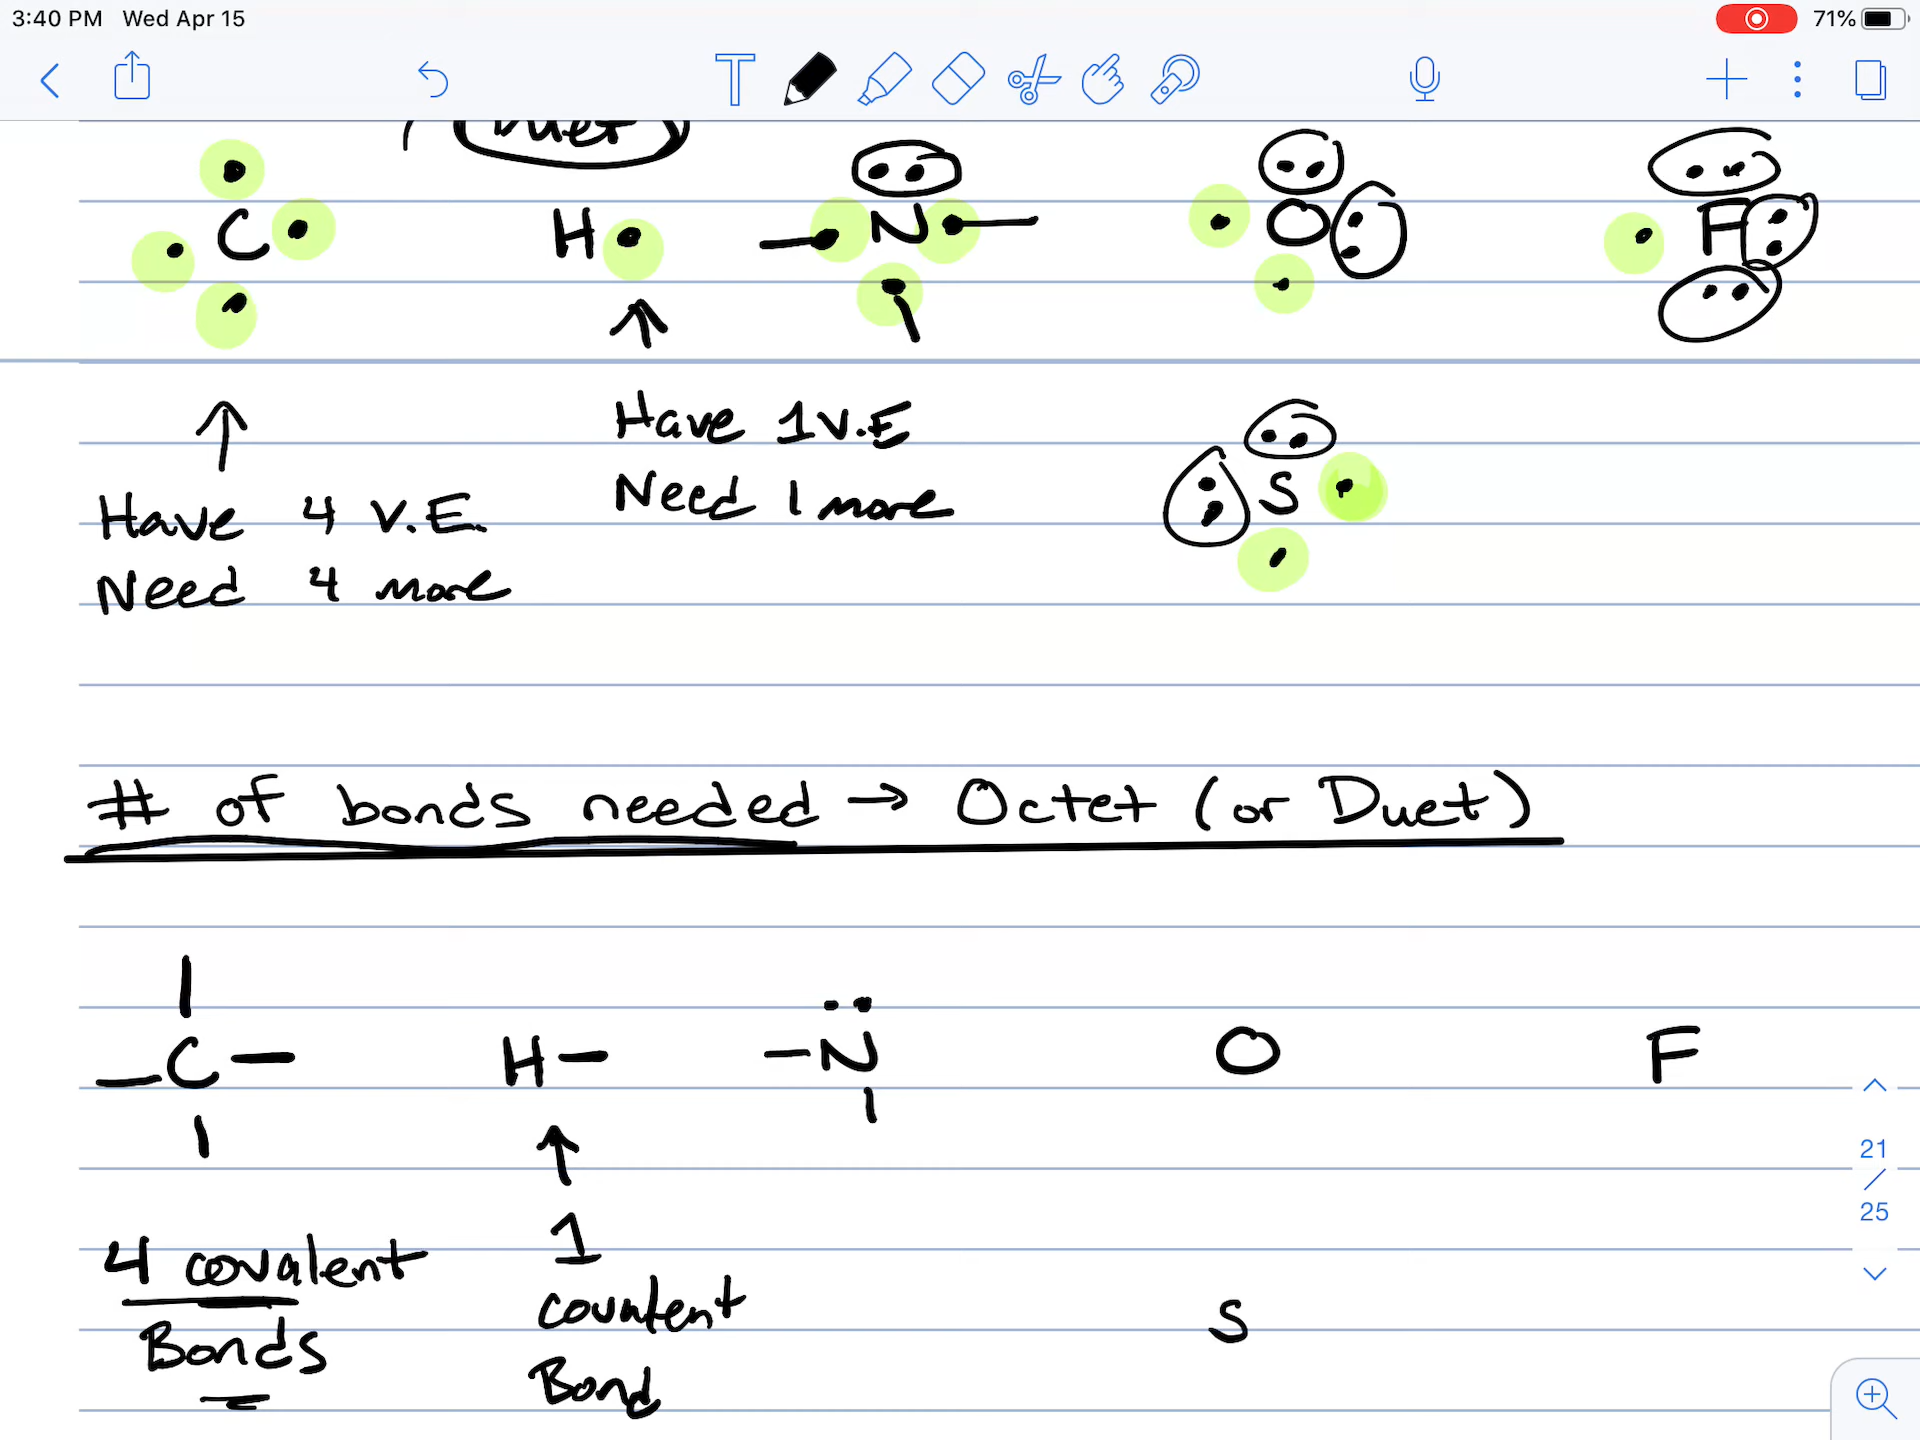 3:40 PM Wed Apr 15
71%
Duet
C H N O F
Have 1 V.E
Need 1 more
S
Have 4 V.E.
Need 4 more
# of bonds needed → Octet (or Duet)
C H N O F
21
/
25
4 covalent
Bonds
1
covalent
Bond
S